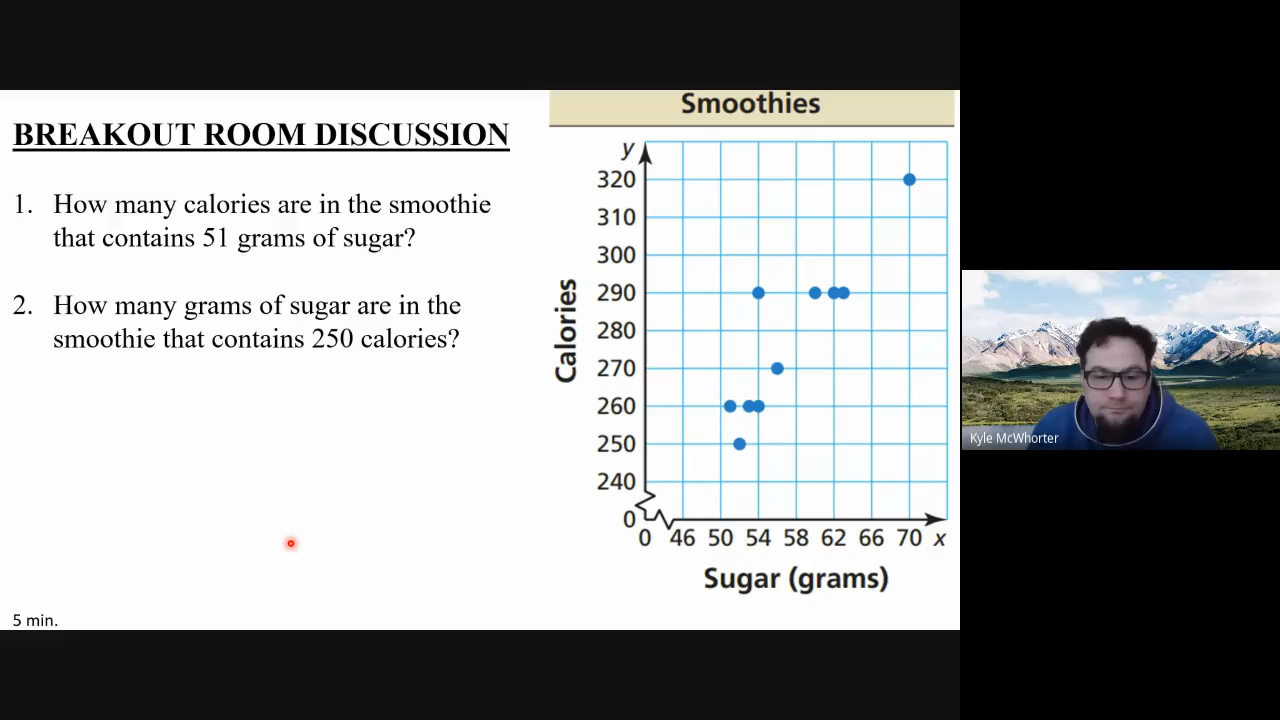 Smoothies
BREAKOUT ROOM DISCUSSION
1. How many calories are in the smoothie
that contains 51 grams of sugar?
2. How many grams of sugar are in the
smoothie that contains 250 calories?
y
320
310
300
290
280
270
260
250
240
0
Calories
0 46 50 54 58 62 66 70 x
Sugar (grams)
5 min.
Kyle McWhorter